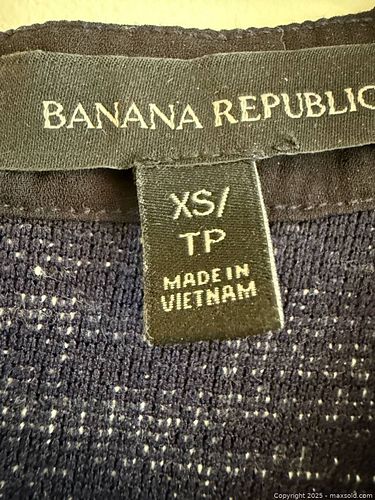 BANANA REPUBLIC
XS/
TP
MADE IN
VIETNAM
Copyright © 2025 - maxsold.com